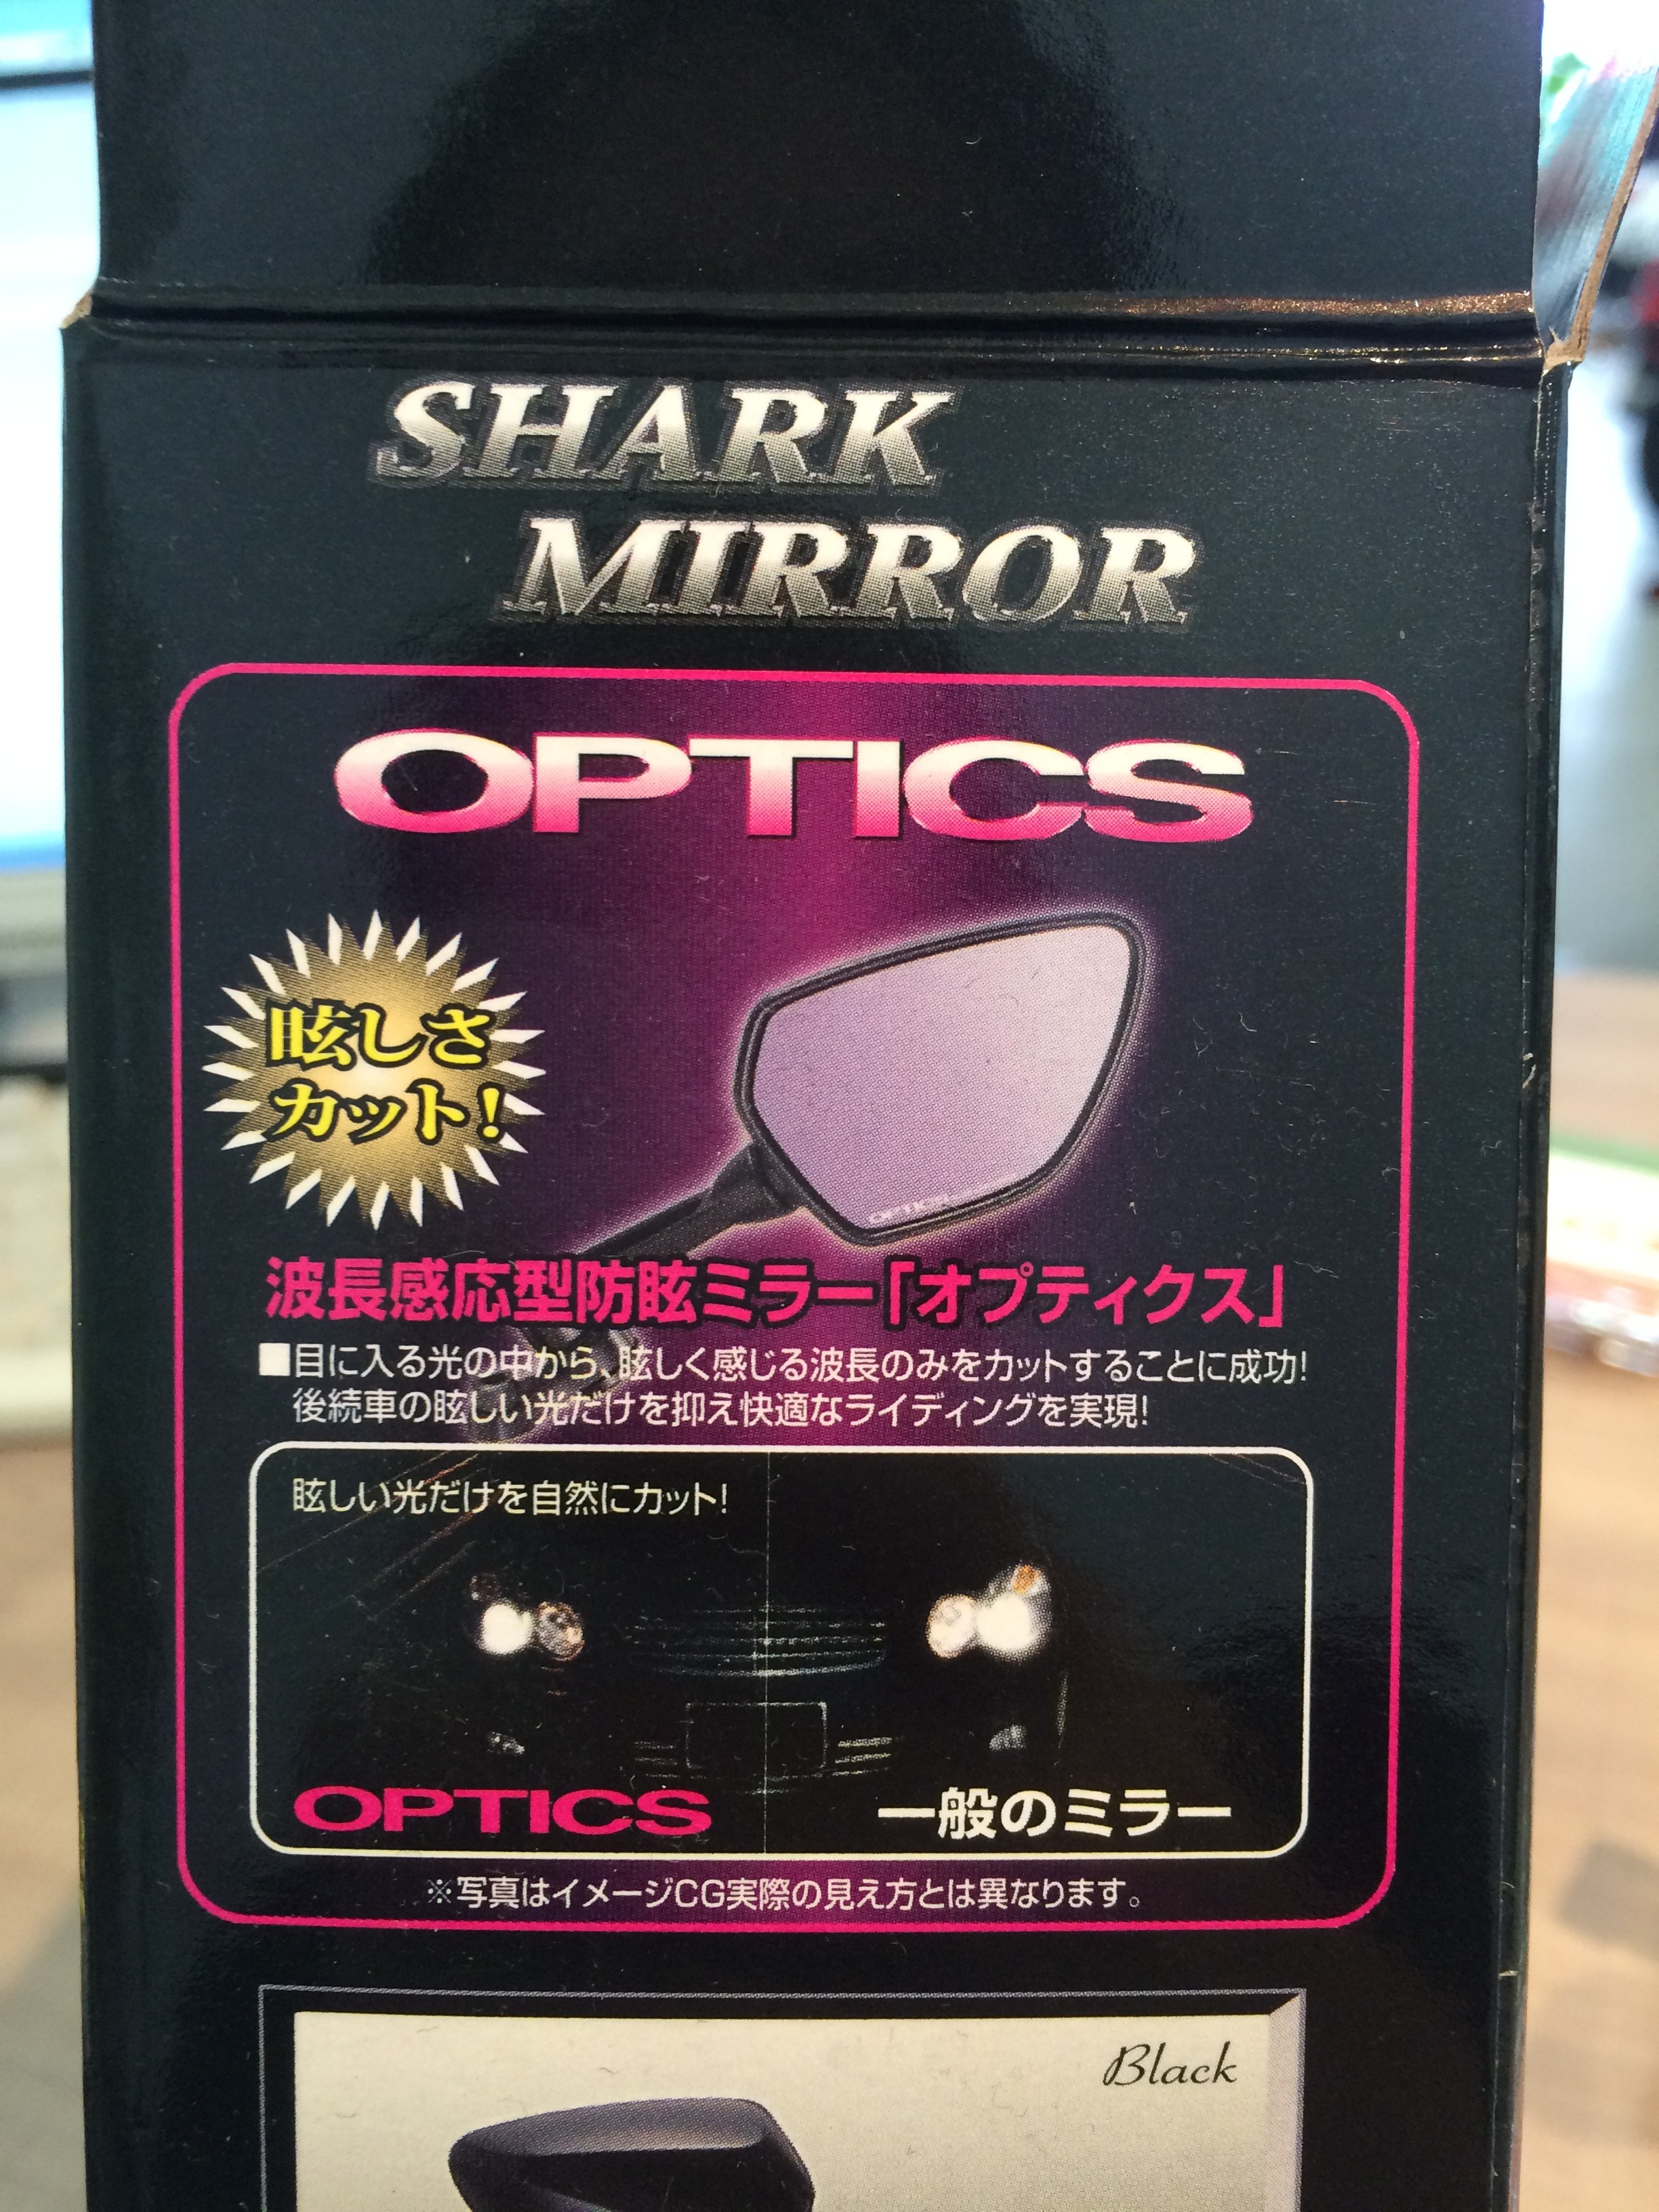 SHARK
MIRROR
OPTICS
眩しさ
カット!
OPTICS
波長感応型防眩ミラー「オプティクス」
■目に入る光の中から、眩しく感じる波長のみをカットすることに成功!
後続車の眩しい光だけを抑え快適なライディングを実現!
眩しい光だけを自然にカット!
OPTICS
一般のミラー
※写真はイメージCG実際の見え方とは異なります。
Black